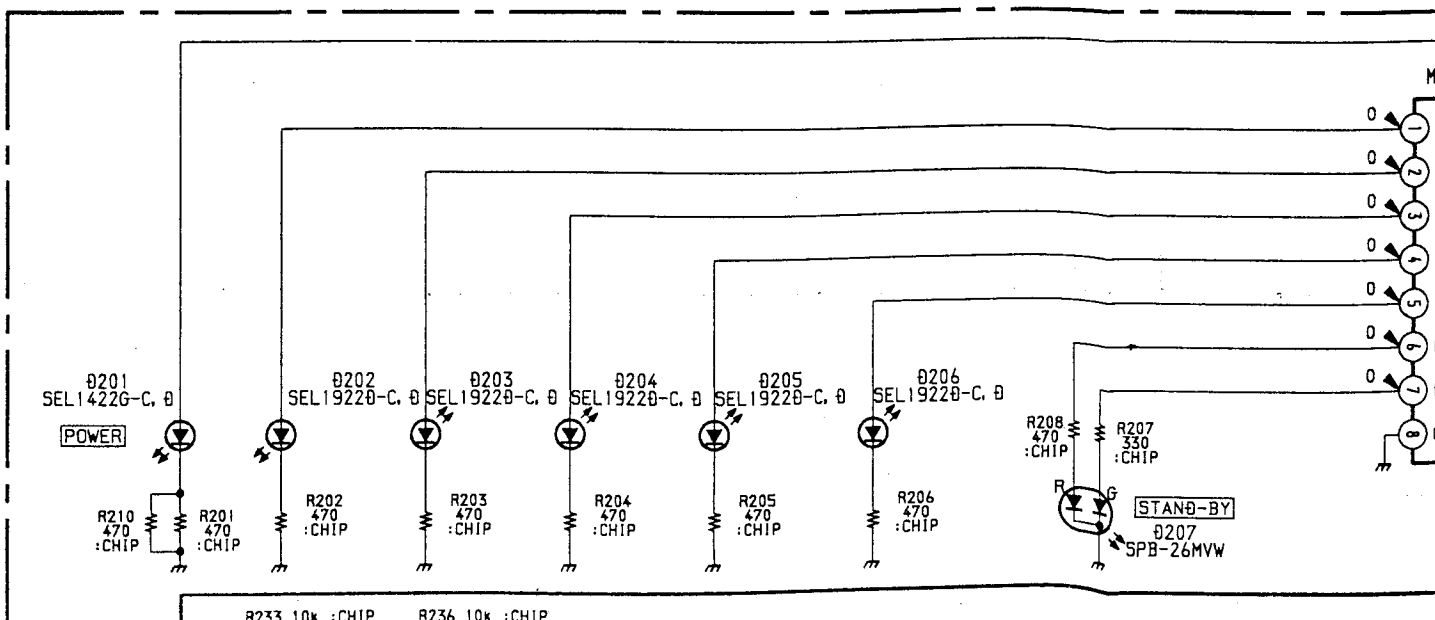 M
0
1
0
2
0
3
0
4
0
5
0
6
0
7
8
D201
SEL1422G-C, D
POWER
D202
SEL1922D-C, D
D203
SEL1922D-C, D
D204
SEL1922D-C, D
D205
SEL1922D-C, D
D206
SEL1922D-C, D
R210
470
:CHIP
R201
470
:CHIP
R202
470
:CHIP
R203
470
:CHIP
R204
470
:CHIP
R205
470
:CHIP
R206
470
:CHIP
R208
470
:CHIP
R207
330
:CHIP
R
G
STAND-BY
D207
SPB-26MVW
R233 10k :CHIP
R236 10k :CHIP